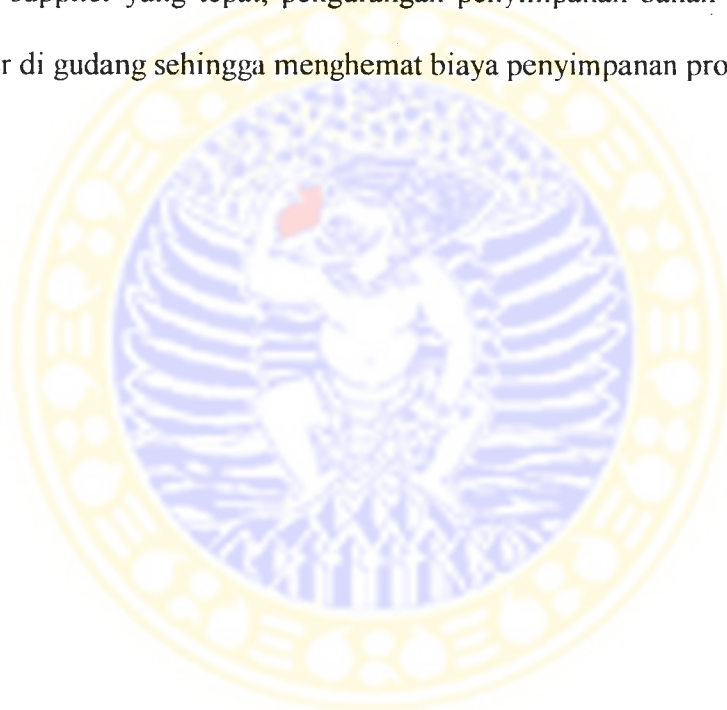 supplier yang tepat, pengurangan penyimpanan bahan
r di gudang sehingga menghemat biaya penyimpanan pro